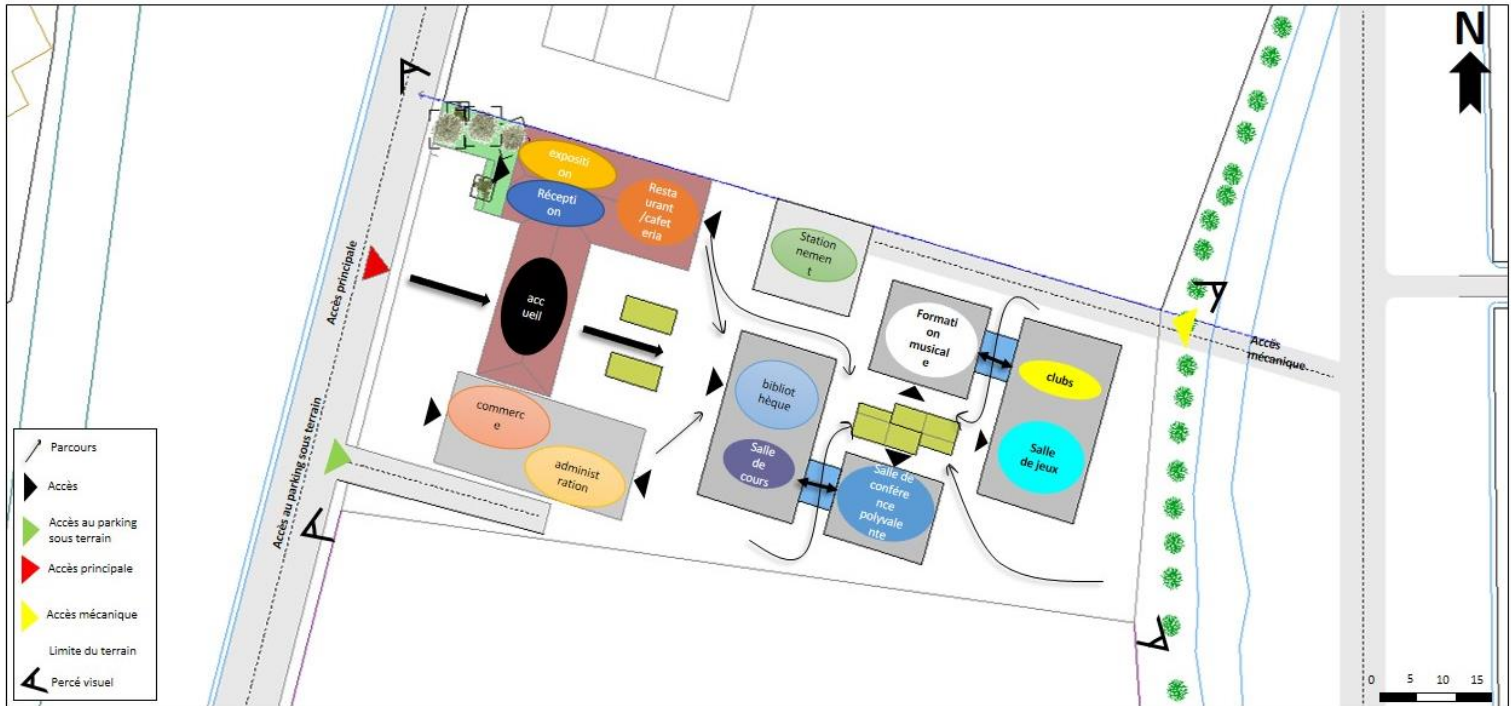 N
expositi
on
Récepti
on
Resta
urant
/cafet
eria
Station
nemen
t
Accès principale
acc
ueil
Formati
on
musical
e
clubs
Accès
mécanique
bibliot
hèque
commerc
e
Salle
de
cours
Salle
de jeux
administ
ration
Salle de
confére
nce
polyvale
nte
Accès au parking sous terrain
Parcours
Accès
Accès au parking
sous terrain
Accès principale
Accès mécanique
Limite du terrain
Percé visuel
0 5 10 15